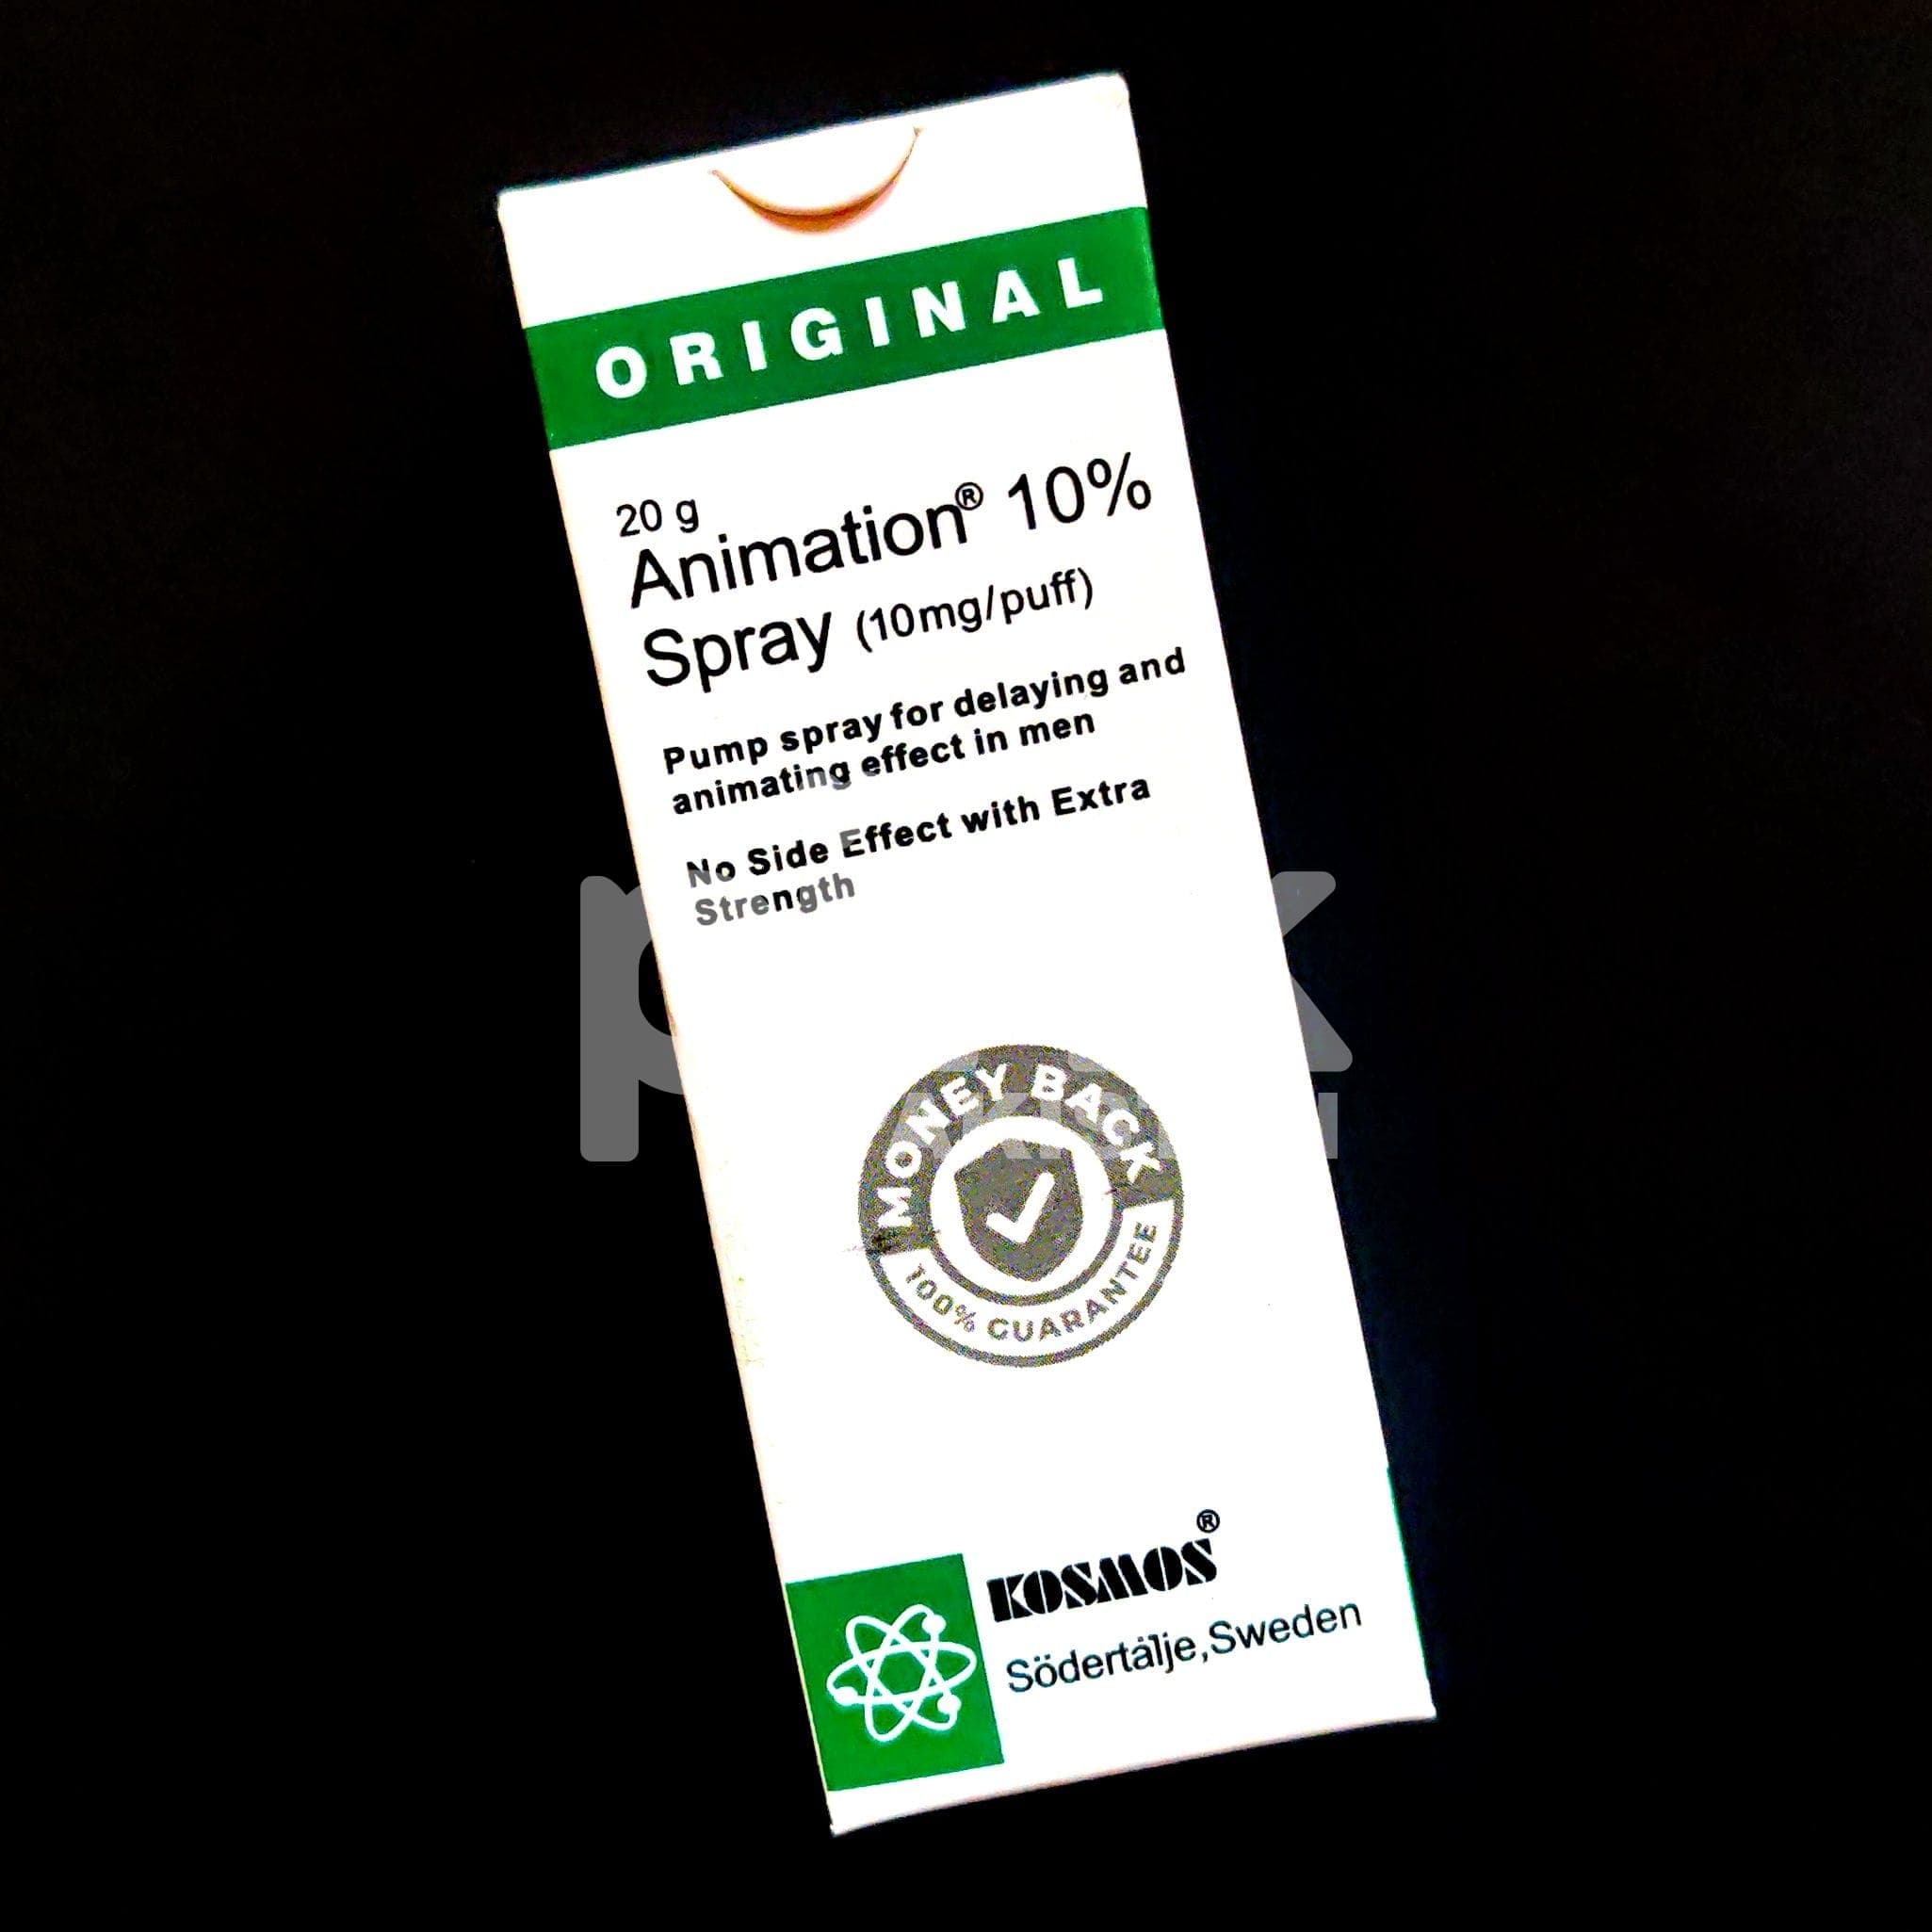 ORIGINAL
20 g
Animation® 10%
Spray (10mg/puff)
Pump spray for delaying and
animating effect in men
No Side Effect with Extra
Strength
MONEY BACK
100% GUARANTEE
KOSMOS®
Södertälje,Sweden